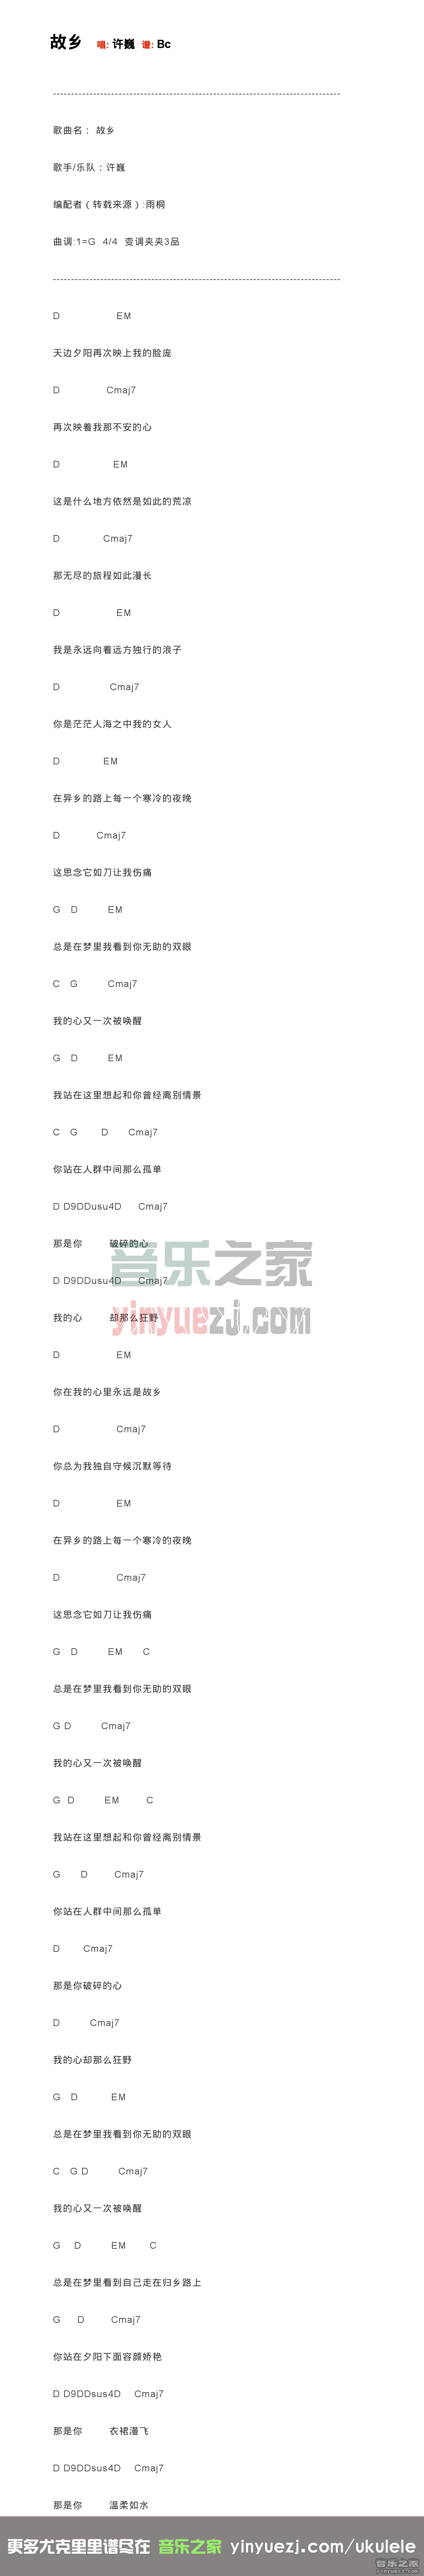 故乡 唱: 许巍 谱: Bc
--------------------------------------------------------------------------------
歌曲名： 故乡
歌手/乐队：许巍
编配者（转载来源）:雨桐
曲调:1=G 4/4 变调夹夹3品
--------------------------------------------------------------------------------
D EM
天边夕阳再次映上我的脸庞
D Cmaj7
再次映着我那不安的心
D EM
这是什么地方依然是如此的荒凉
D Cmaj7
那无尽的旅程如此漫长
D EM
我是永远向着远方独行的浪子
D Cmaj7
你是茫茫人海之中我的女人
D EM
在异乡的路上每一个寒冷的夜晚
D Cmaj7
这思念它如刀让我伤痛
G D EM
总是在梦里我看到你无助的双眼
C G Cmaj7
我的心又一次被唤醒
G D EM
我站在这里想起和你曾经离别情景
C G D Cmaj7
你站在人群中间那么孤单
D D9DDusu4D Cmaj7
那是你 破碎的心
音乐之家
D D9DDusu4D Cmaj7
我的心 却那么狂野
yinyuezj.com
D EM
你在我的心里永远是故乡
D Cmaj7
你总为我独自守候沉默等待
D EM
在异乡的路上每一个寒冷的夜晚
D Cmaj7
这思念它如刀让我伤痛
G D EM C
总是在梦里我看到你无助的双眼
G D Cmaj7
我的心又一次被唤醒
G D EM C
我站在这里想起和你曾经离别情景
G D Cmaj7
你站在人群中间那么孤单
D Cmaj7
那是你破碎的心
D Cmaj7
我的心却那么狂野
G D EM
总是在梦里我看到你无助的双眼
C G D Cmaj7
我的心又一次被唤醒
G D EM C
总是在梦里看到自己走在归乡路上
G D Cmaj7
你站在夕阳下面容颜娇艳
D D9DDsus4D Cmaj7
那是你 衣裙漫飞
D D9DDsus4D Cmaj7
那是你 温柔如水
更多尤克里里谱尽在 音乐之家 yinyuezj.com/ukulele
音乐之家
yinyuezj.com